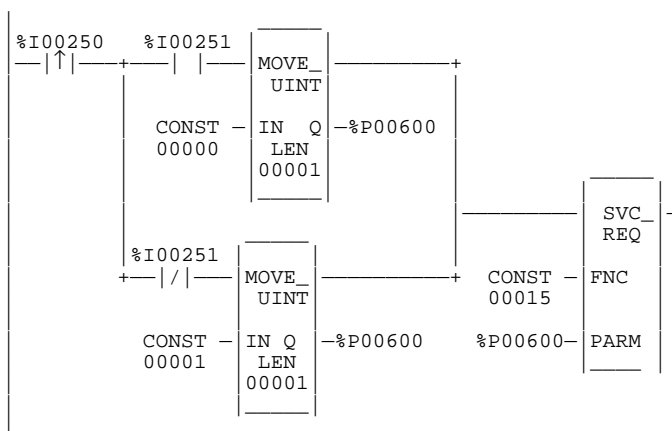 %I00250 %I00251
MOVE_
UINT
CONST IN Q %P00600
00000 LEN
00001
SVC_
REQ
%I00251
MOVE_ CONST FNC
UINT 00015
CONST IN Q %P00600 %P00600 PARM
00001 LEN
00001